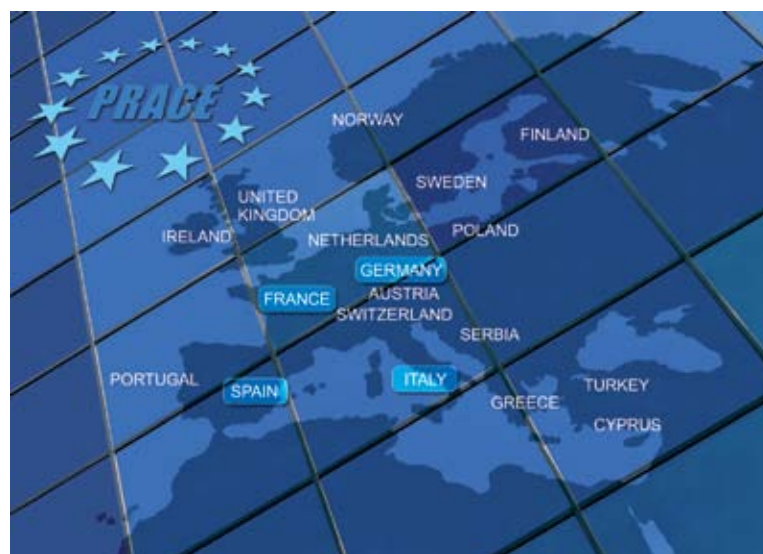 PRACE
NORWAY
FINLAND
SWEDEN
UNITED
KINGDOM
IRELAND
NETHERLANDS
POLAND
GERMANY
FRANCE
AUSTRIA
SWITZERLAND
SERBIA
PORTUGAL
SPAIN
ITALY
TURKEY
GREECE
CYPRUS